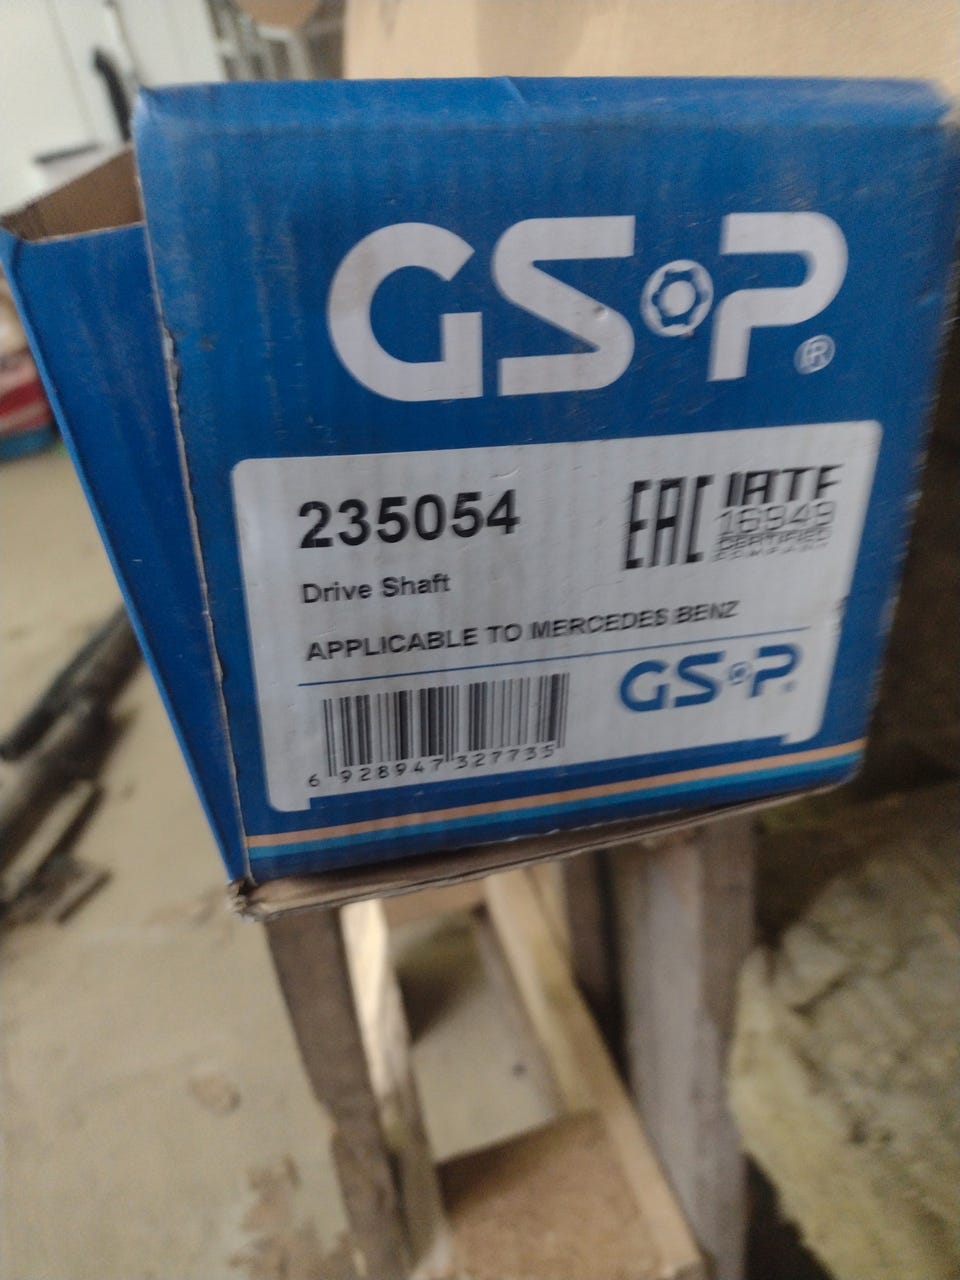 GSP®
235054
EAC
IATF
16949
CERTIFIED
COMPANY
Drive Shaft
APPLICABLE TO MERCEDES BENZ
GSP®
6 928947 327735